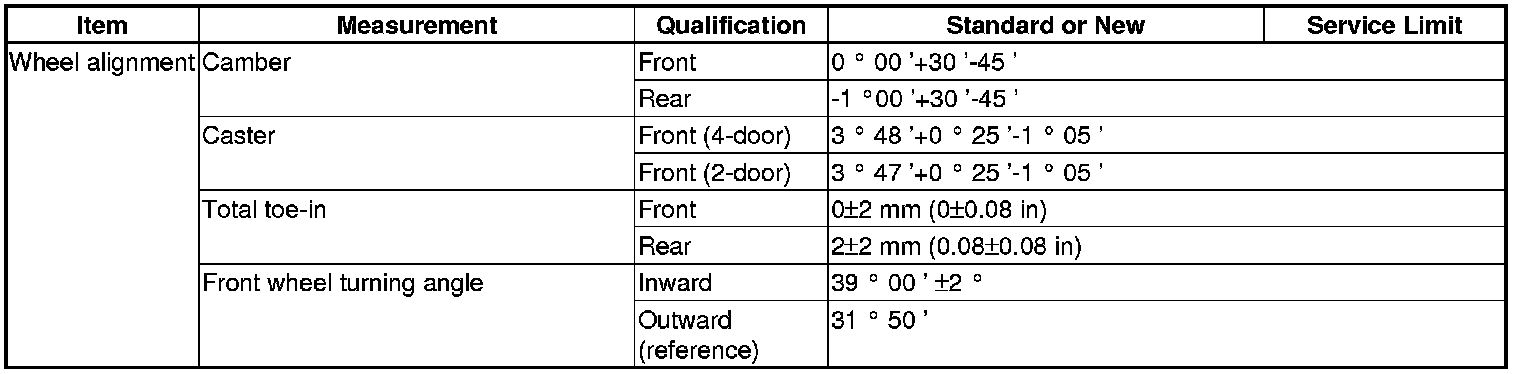 Item Measurement Qualification Standard or New Service Limit
Wheel alignment Camber Front 0 ° 00 ’+30 ’-45 ’
Rear -1 °00 ’+30 ’-45 ’
Caster Front (4-door) 3 ° 48 ’+0 ° 25 ’-1 ° 05 ’
Front (2-door) 3 ° 47 ’+0 ° 25 ’-1 ° 05 ’
Total toe-in Front 0±2 mm (0±0.08 in)
Rear 2±2 mm (0.08±0.08 in)
Front wheel turning angle Inward 39 ° 00 ’ ±2 °
Outward 31 ° 50 ’
(reference)